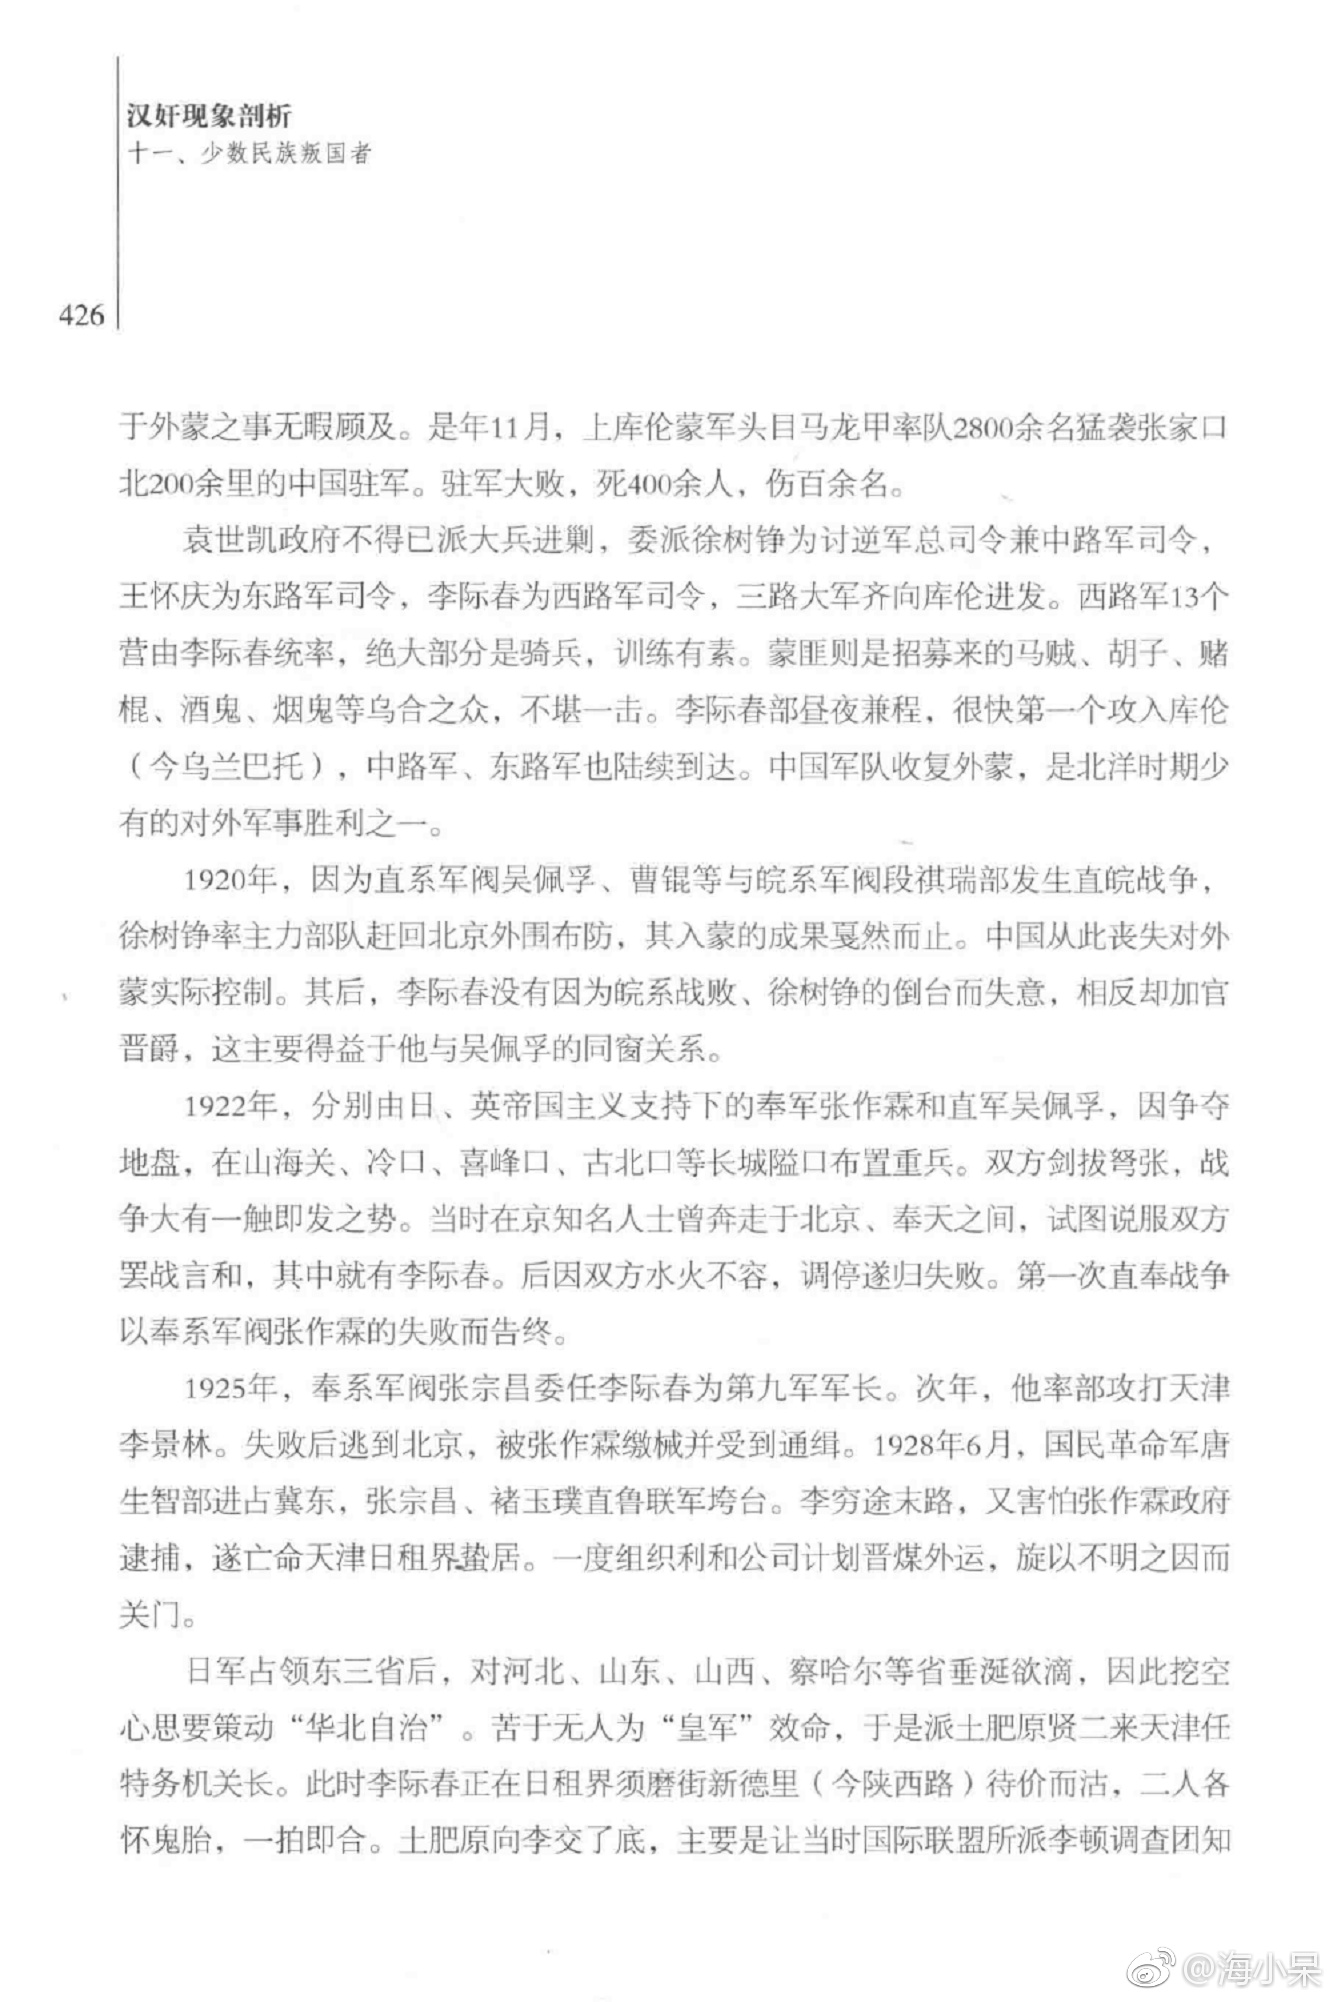 汉奸现象剖析
十一、少数民族叛国者
426
于外蒙之事无暇顾及。是年11月，上库伦蒙军头目马龙甲率队2800余名猛袭张家口
北200余里的中国驻军。驻军大败，死400余人，伤百余名。
袁世凯政府不得已派大兵进剿，委派徐树铮为讨逆军总司令兼中路军司令，
王怀庆为东路军司令，李际春为西路军司令，三路大军齐向库伦进发。西路军13个
营由李际春统率，绝大部分是骑兵，训练有素。蒙匪则是招募来的马贼、胡子、赌
棍、酒鬼、烟鬼等乌合之众，不堪一击。李际春部昼夜兼程，很快第一个攻入库伦
（今乌兰巴托），中路军、东路军也陆续到达。中国军队收复外蒙，是北洋时期少
有的对外军事胜利之一。
1920年，因为直系军阀吴佩孚、曹锟等与皖系军阀段祺瑞部发生直皖战争，
徐树铮率主力部队赶回北京外围布防，其入蒙的成果戛然而止。中国从此丧失对外
蒙实际控制。其后，李际春没有因为皖系战败、徐树铮的倒台而失意，相反却加官
晋爵，这主要得益于他与吴佩孚的同窗关系。
1922年，分别由日、英帝国主义支持下的奉军张作霖和直军吴佩孚，因争夺
地盘，在山海关、冷口、喜峰口、古北口等长城隘口布置重兵。双方剑拔弩张，战
争大有一触即发之势。当时在京知名人士曾奔走于北京、奉天之间，试图说服双方
罢战言和，其中就有李际春。后因双方水火不容，调停遂归失败。第一次直奉战争
以奉系军阀张作霖的失败而告终。
1925年，奉系军阀张宗昌委任李际春为第九军军长。次年，他率部攻打天津
李景林。失败后逃到北京，被张作霖缴械并受到通缉。1928年6月，国民革命军唐
生智部进占冀东，张宗昌、褚玉璞直鲁联军垮台。李穷途末路，又害怕张作霖政府
逮捕，遂亡命天津日租界蛰居。一度组织利和公司计划晋煤外运，旋以不明之因而
关门。
日军占领东三省后，对河北、山东、山西、察哈尔等省垂涎欲滴，因此挖空
心思要策动“华北自治”。苦于无人为“皇军”效命，于是派土肥原贤二来天津任
特务机关长。此时李际春正在日租界须磨街新德里（今陕西路）待价而沽，二人各
怀鬼胎，一拍即合。土肥原向李交了底，主要是让当时国际联盟所派李顿调查团知
@海小呆